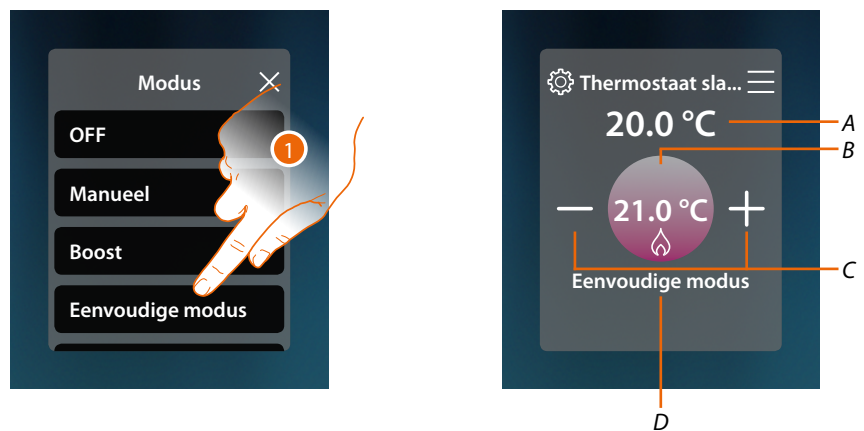 Modus
OFF
1
Manueel
Boost
Eenvoudige modus
Thermostaat sla...
20.0 °C
A
B
21.0 °C
C
Eenvoudige modus
D